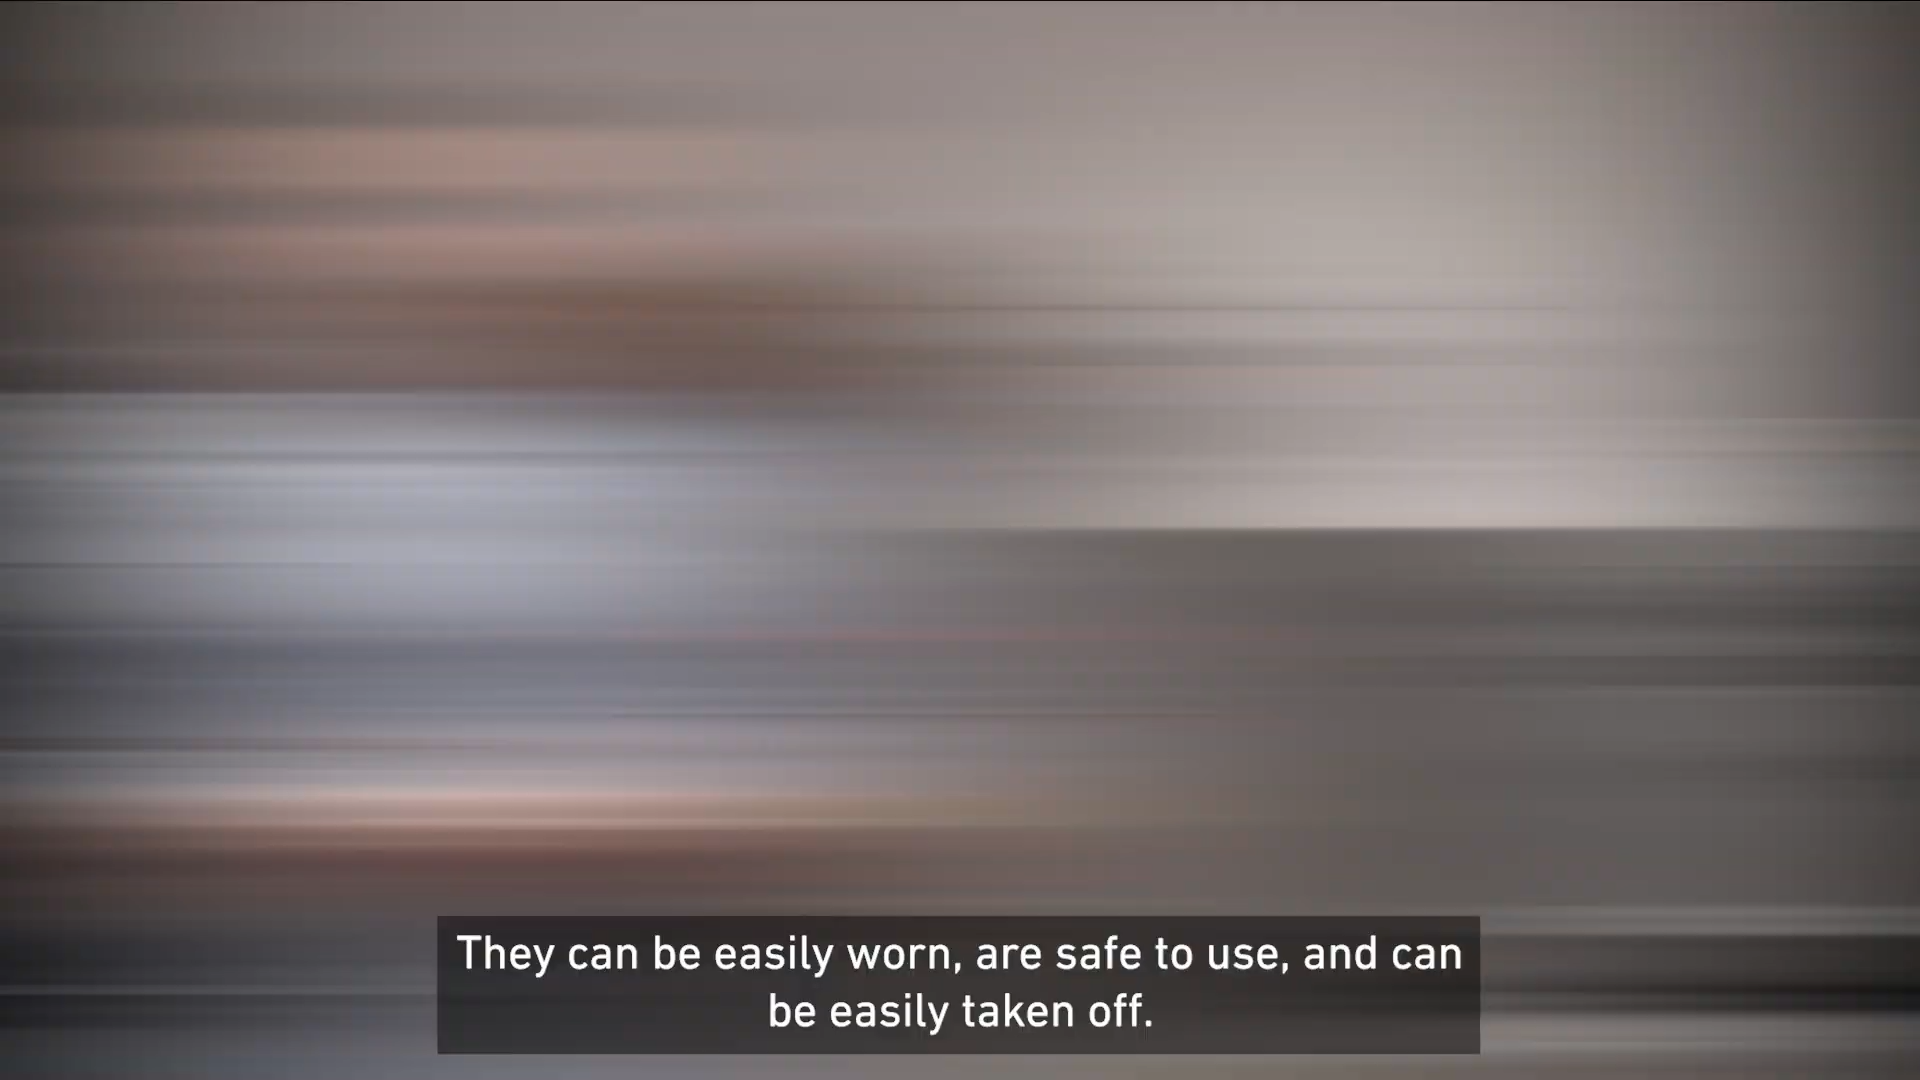 They can be easily worn, are safe to use, and can
be easily taken off.